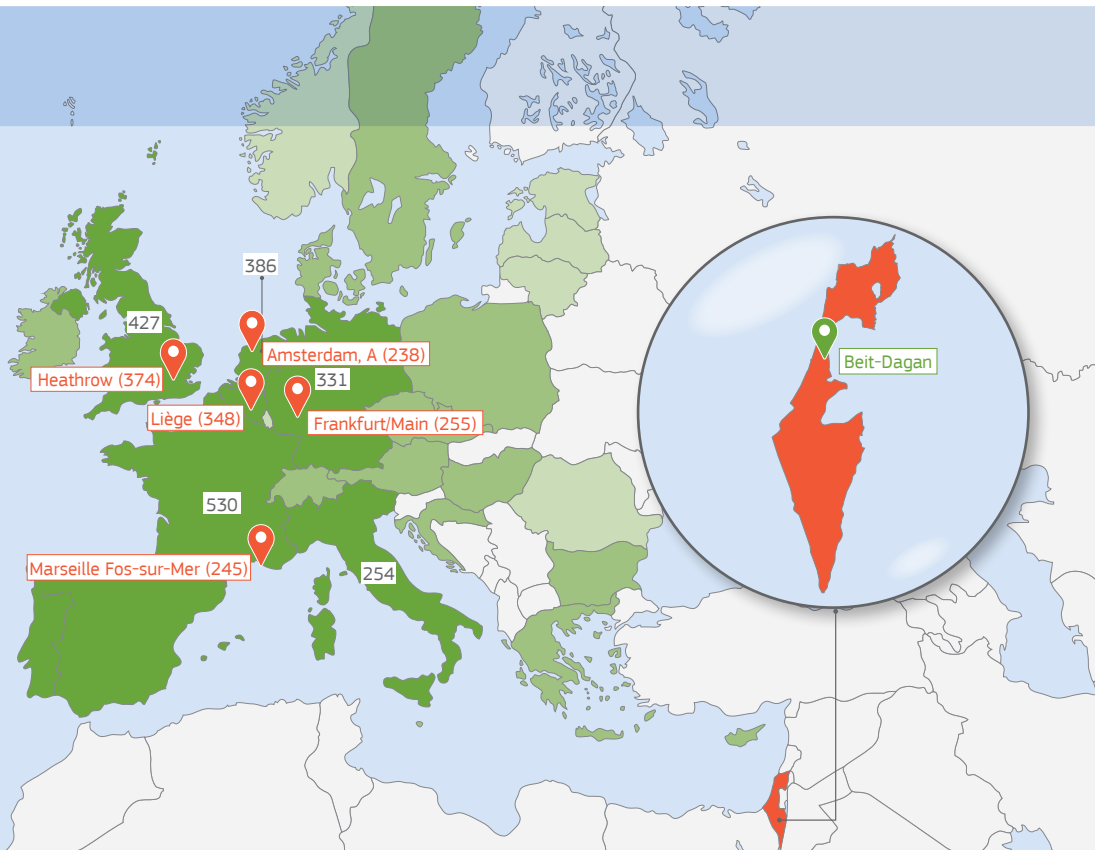 386
427
Amsterdam, A (238)
Heathrow (374)
331
Liège (348)
Frankfurt/Main (255)
530
Marseille Fos-sur-Mer (245)
254
Beit-Dagan